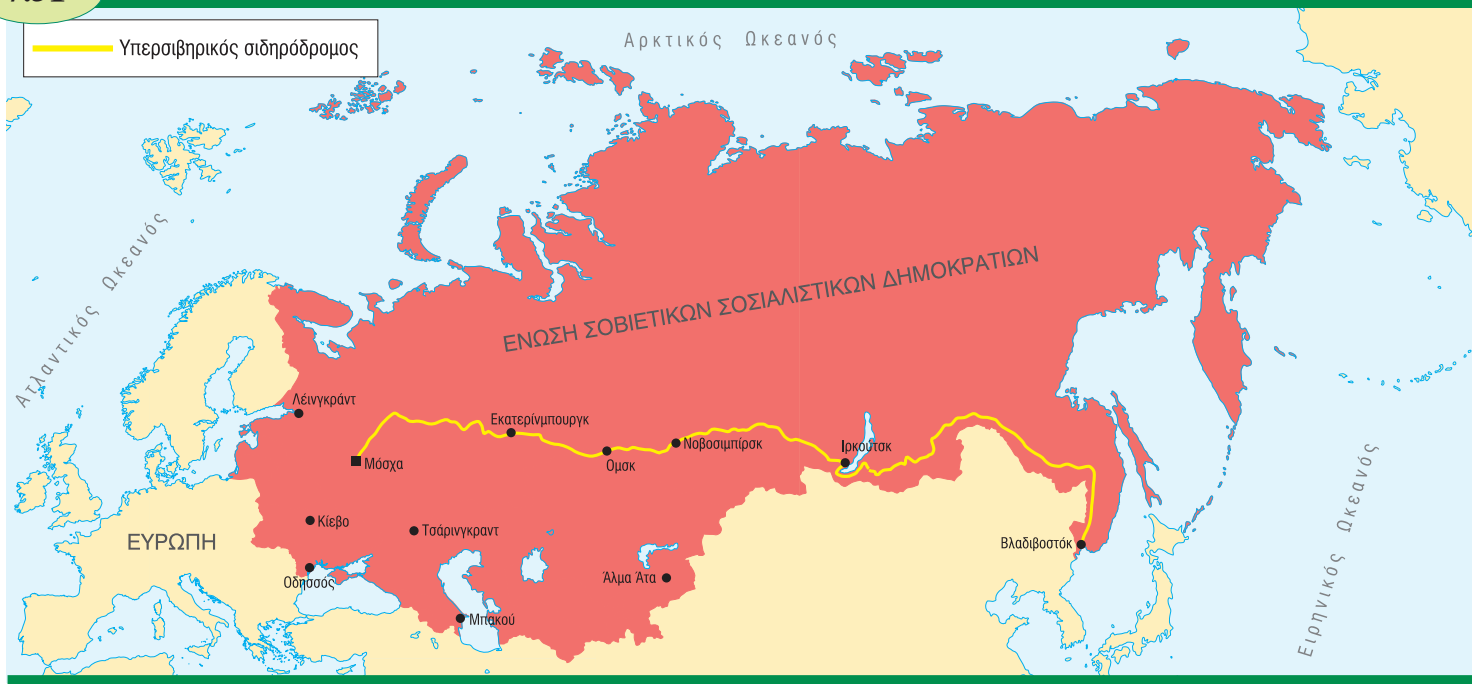 Υπερσιβηρικός σιδηρόδρομος
Αρκτικός Ωκεανός
Ατλαντικός Ωκεανός
ΕΝΩΣΗ ΣΟΒΙΕΤΙΚΩΝ ΣΟΣΙΑΛΙΣΤΙΚΩΝ ΔΗΜΟΚΡΑΤΙΩΝ
Λένινγκράντ
Εκατερίνμπουργκ
Νοβοσιμπίρσκ
Ιρκούτσκ
Μόσχα
Ομσκ
Κίεβο
Τσάρινγκραντ
ΕΥΡΩΠΗ
Βλαδιβοστόκ
Οδησσός
Άλμα Άτα
Μπακού
Ειρηνικός Ωκεανός